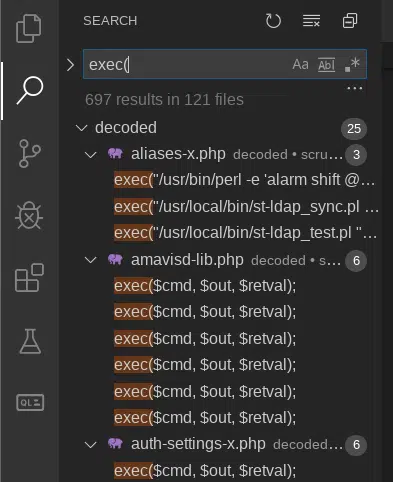 SEARCH
exec(
Aa Abl .*
697 results in 121 files
decoded 25
aliases-x.php decoded • scru... 3
exec("/usr/bin/perl -e 'alarm shift @...
exec("/usr/local/bin/st-ldap_sync.pl ...
exec("/usr/local/bin/st-ldap_test.pl "...
amavisd-lib.php decoded • s... 6
exec($cmd, $out, $retval);
exec($cmd, $out, $retval);
exec($cmd, $out, $retval);
exec($cmd, $out, $retval);
exec($cmd, $out, $retval);
exec($cmd, $out, $retval);
auth-settings-x.php decoded... 6
exec($cmd, $out, $retval);
QL